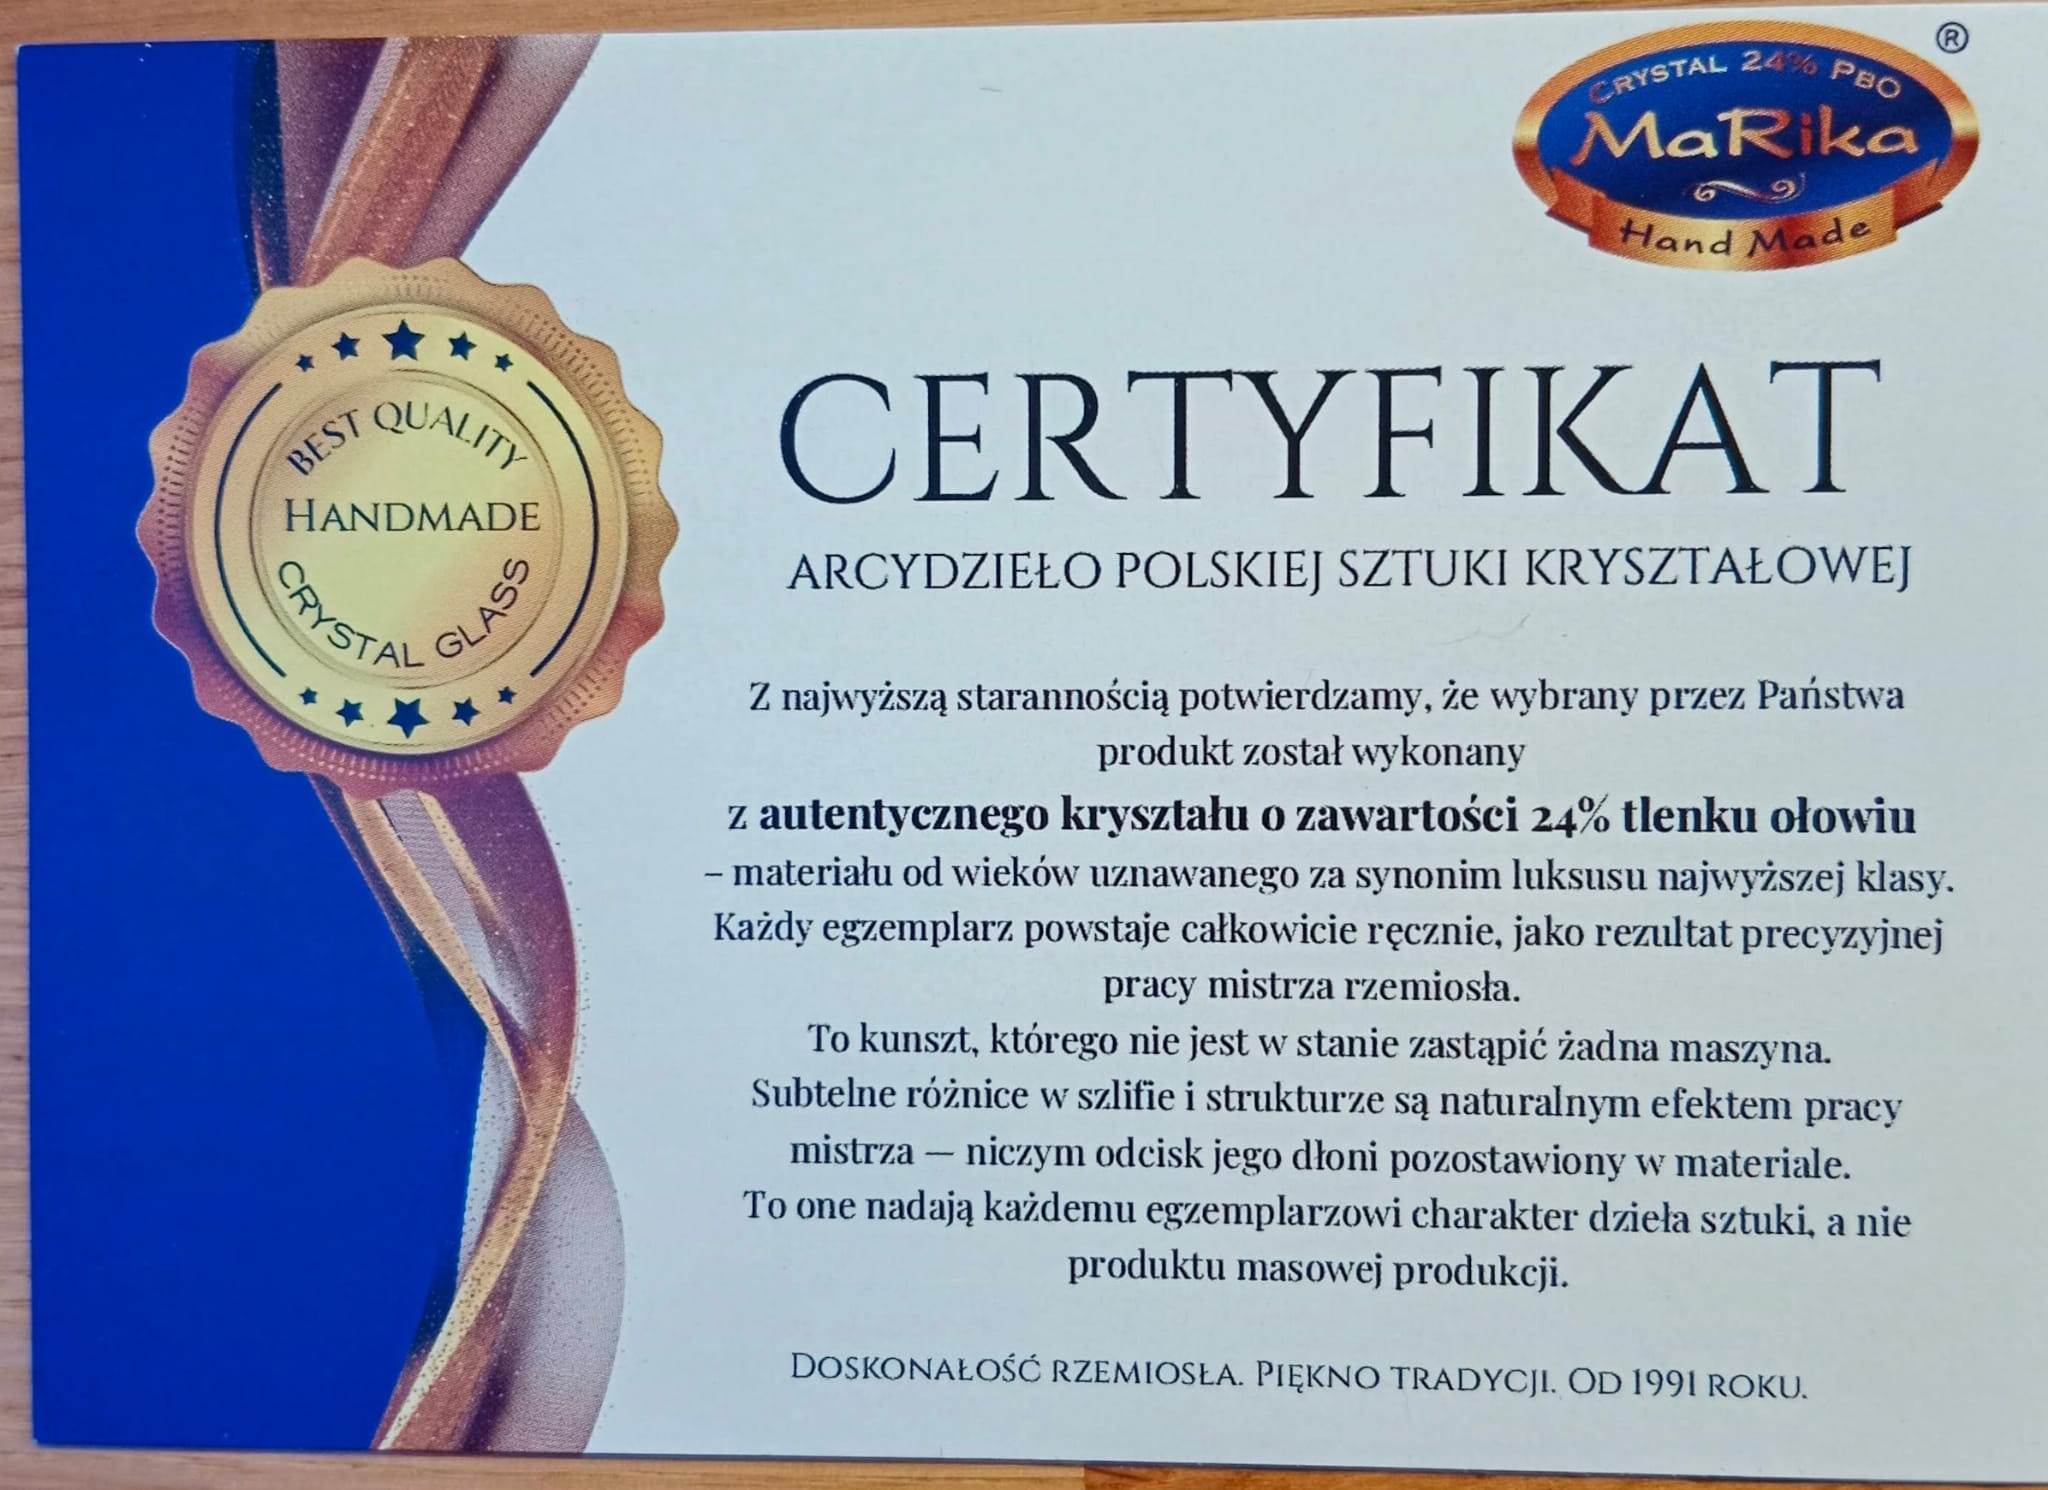 CRYSTAL 24% PBO
®
MaRika
Hand Made
BEST QUALITY
HANDMADE
CRYSTAL GLASS
CERTYFIKAT
ARCYDZIEŁO POLSKIEJ SZTUKI KRYSZTAŁOWEJ
Z najwyższą starannością potwierdzamy, że wybrany przez Państwa
produkt został wykonany
z autentycznego kryształu o zawartości 24% tlenku ołowiu
– materiału od wieków uznawanego za synonim luksusu najwyższej klasy.
Każdy egzemplarz powstaje całkowicie ręcznie, jako rezultat precyzyjnej
pracy mistrza rzemiosła.
To kunszt, którego nie jest w stanie zastąpić żadna maszyna.
Subtelne różnice w szlifie i strukturze są naturalnym efektem pracy
mistrza — niczym odcisk jego dłoni pozostawiony w materiale.
To one nadają każdemu egzemplarzowi charakter dzieła sztuki, a nie
produktu masowej produkcji.
DOSKONAŁOŚĆ RZEMIOSŁA. PIĘKNO TRADYCJI. OD 1991 ROKU.